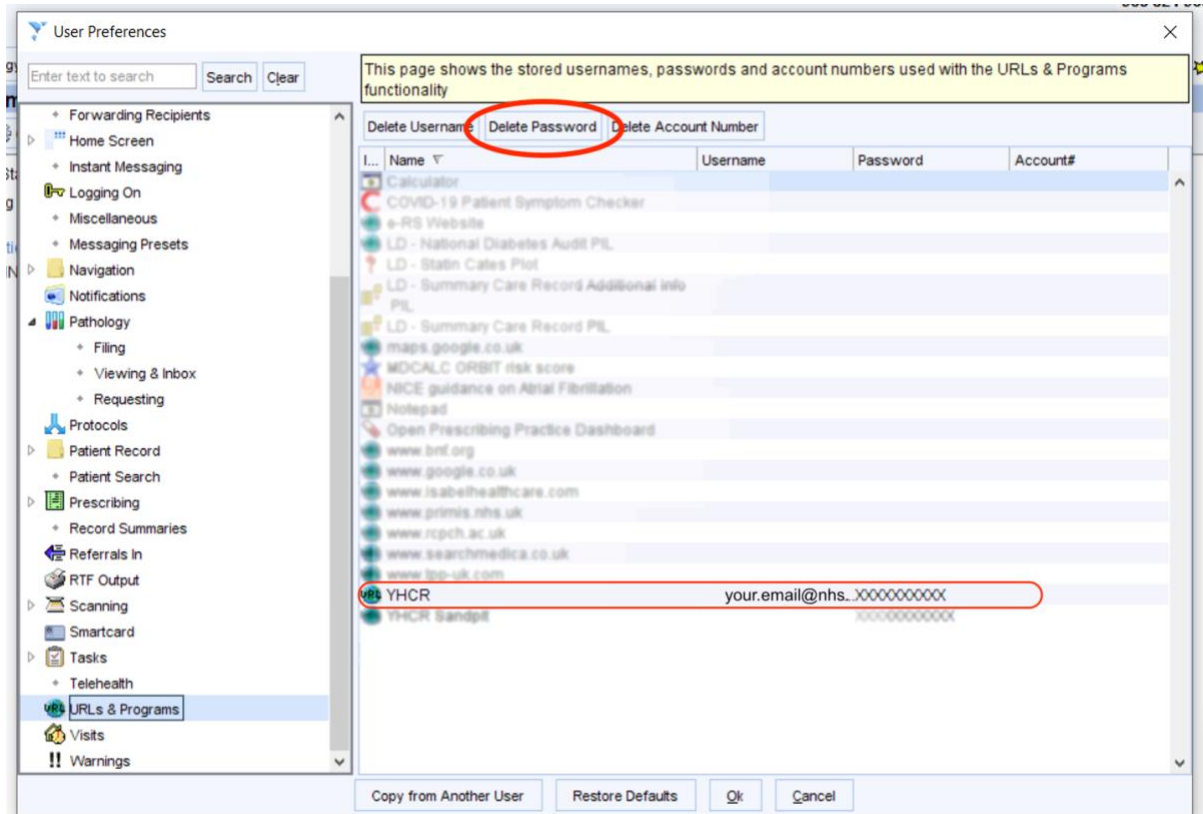 User Preferences
Enter text to search Search Clear
This page shows the stored usernames, passwords and account numbers used with the URLs & Programs
functionality
Forwarding Recipients
Home Screen
Instant Messaging
Logging On
Miscellaneous
Messaging Presets
Navigation
Notifications
Pathology
Filing
Viewing & Inbox
Requesting
Protocols
Patient Record
Patient Search
Prescribing
Record Summaries
Referrals In
RTF Output
Scanning
Smartcard
Tasks
Telehealth
URLs & Programs
Visits
Warnings
Delete Username Delete Password Delete Account Number
I... Name Username Password Account#
Calculator
COVID-19 Patient Symptom Checker
e-RS Website
LD - National Diabetes Audit PIL
LD - Statin Cates Plot
LD - Summary Care Record Additional Info
PIL
LD - Summary Care Record PIL
maps.google.co.uk
MDCALC ORBIT risk score
NICE guidance on Atrial Fibrillation
Notepad
Open Prescribing Practice Dashboard
www.bnf.org
www.google.co.uk
www.isabelhealthcare.com
www.primis.nhs.uk
www.rcpch.ac.uk
www.searchmedica.co.uk
www.tpp-uk.com
URL YHCR your.email@nhs... XXXXXXXXXX
YHCR Sandpit XXXXXXXXXX
Copy from Another User Restore Defaults Ok Cancel